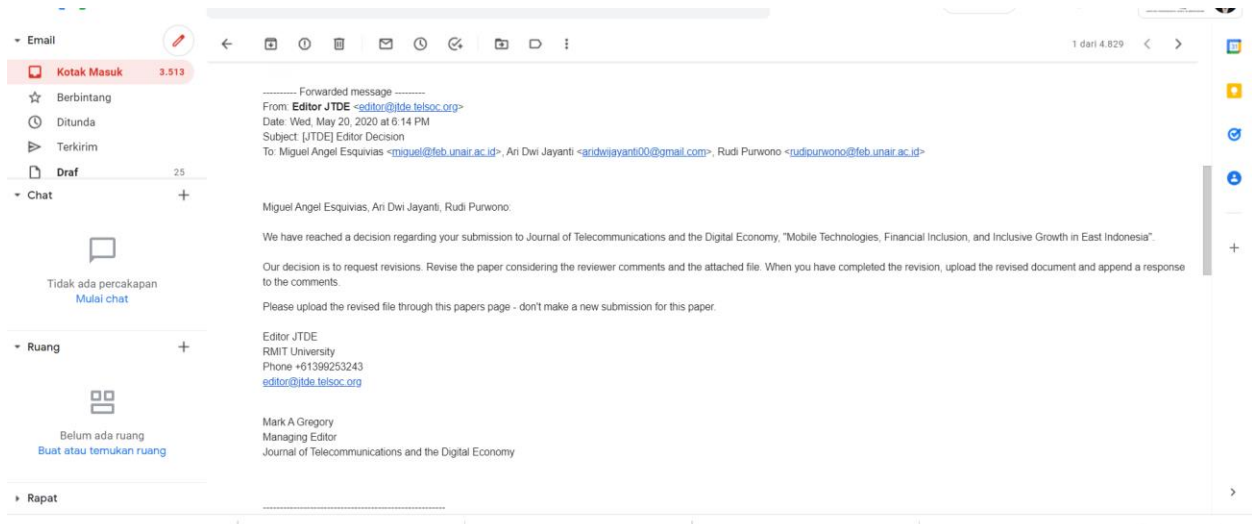 Email
1 dari 4.829
Kotak Masuk 3.513
Berbintang
Ditunda
Terkirim
Draf 25
Chat
Tidak ada percakapan
Mulai chat
Ruang
Belum ada ruang
Buat atau temukan ruang
Rapat
---------- Forwarded message ---------
From: Editor JTDE <editor@jtde.telsoc.org>
Date: Wed, May 20, 2020 at 6:14 PM
Subject: [JTDE] Editor Decision
To: Miguel Angel Esquivias <miguel@feb.unair.ac.id>, Ari Dwi Jayanti <aridwijayanti00@gmail.com>, Rudi Purwono <rudipurwono@feb.unair.ac.id>
Miguel Angel Esquivias, Ari Dwi Jayanti, Rudi Purwono:
We have reached a decision regarding your submission to Journal of Telecommunications and the Digital Economy, "Mobile Technologies, Financial Inclusion, and Inclusive Growth in East Indonesia".
Our decision is to request revisions. Revise the paper considering the reviewer comments and the attached file. When you have completed the revision, upload the revised document and append a response
to the comments.
Please upload the revised file through this papers page - don't make a new submission for this paper.
Editor JTDE
RMIT University
Phone +61399253243
editor@jtde.telsoc.org
Mark A Gregory
Managing Editor
Journal of Telecommunications and the Digital Economy
------------------------------------------------------